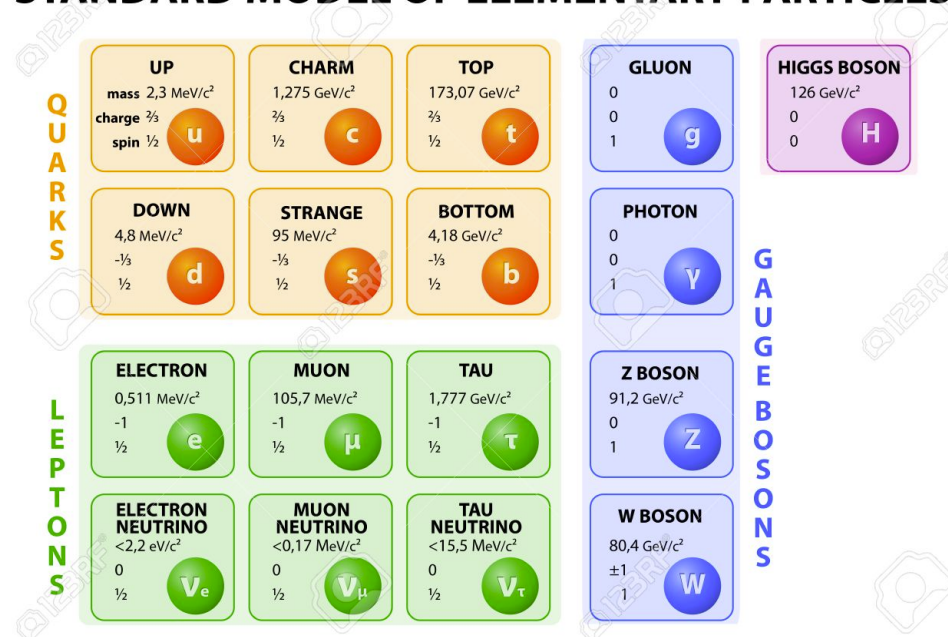 STANDARD MODEL OF ELEMENTARY PARTICLES
QUARKS
UP
mass 2,3 MeV/c²
charge ⅔
spin ½
u
CHARM
1,275 GeV/c²
⅔
½
c
TOP
173,07 GeV/c²
⅔
½
t
GLUON
0
0
1
g
HIGGS BOSON
126 GeV/c²
0
0
H
DOWN
4,8 MeV/c²
-⅓
½
d
STRANGE
95 MeV/c²
-⅓
½
s
BOTTOM
4,18 GeV/c²
-⅓
½
b
PHOTON
0
0
1
γ
GAUGE BOSONS
LEPTONS
ELECTRON
0,511 MeV/c²
-1
½
e
MUON
105,7 MeV/c²
-1
½
μ
TAU
1,777 GeV/c²
-1
½
τ
Z BOSON
91,2 GeV/c²
0
1
Z
ELECTRON
NEUTRINO
<2,2 eV/c²
0
½
Ve
MUON
NEUTRINO
<0,17 MeV/c²
0
½
Vμ
TAU
NEUTRINO
<15,5 MeV/c²
0
½
Vτ
W BOSON
80,4 GeV/c²
±1
1
W
123RF